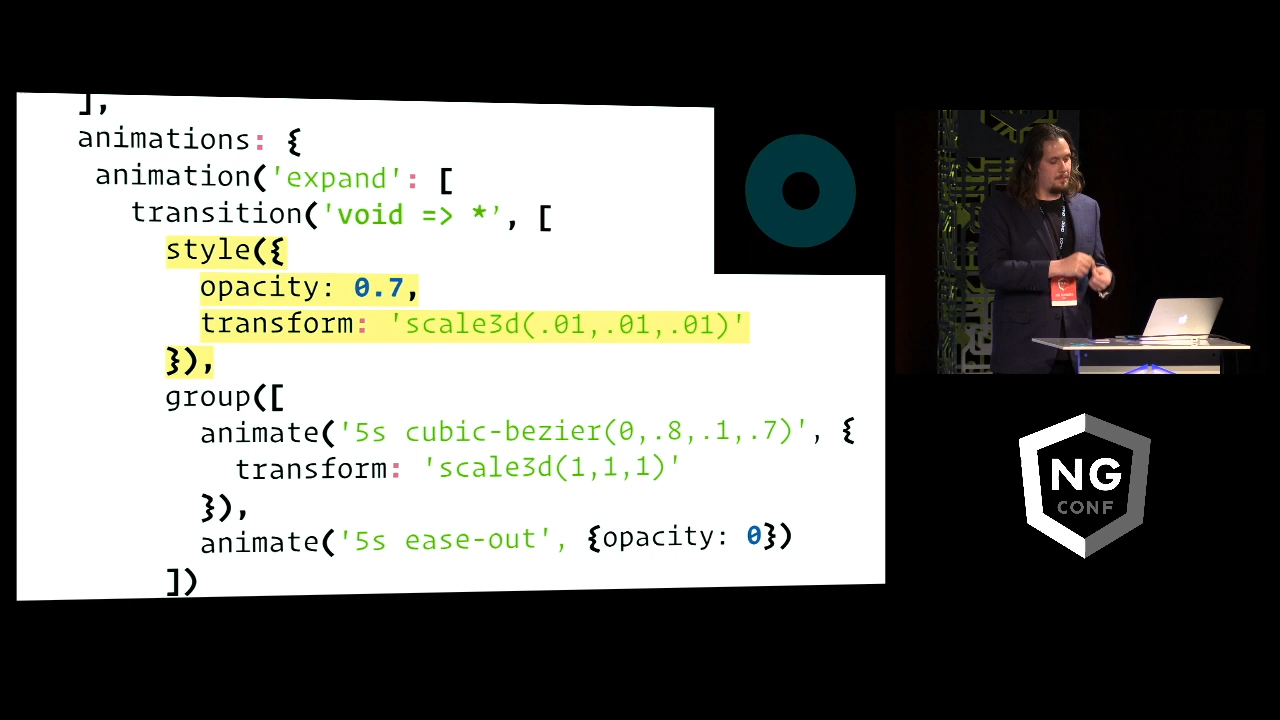 ],
animations: {
animation('expand': [
transition('void => *', [
style({
opacity: 0.7,
transform: 'scale3d(.01,.01,.01)'
}),
group([
animate('5s cubic-bezier(0,.8,.1,.7)', {
transform: 'scale3d(1,1,1)'
}),
animate('5s ease-out', {opacity: 0})
])
NG
CONF